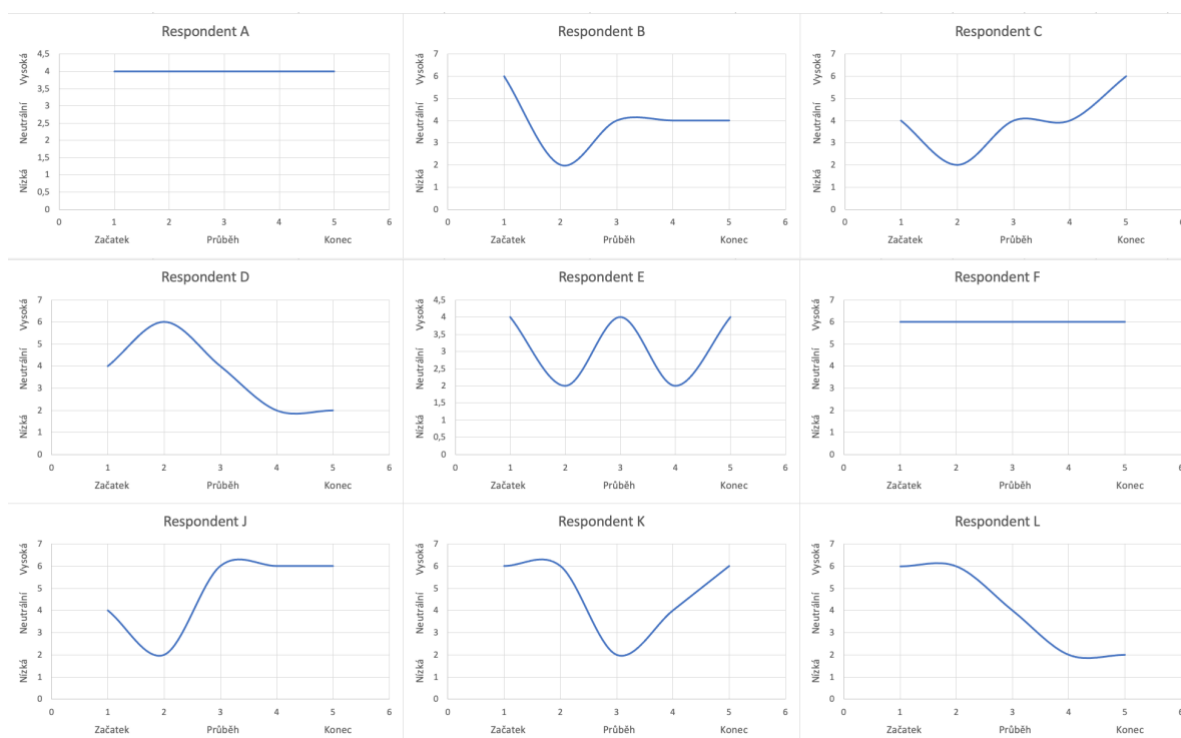 Respondent A
Vysoká
Neutrální
Nízká
4,5
4
3,5
3
2,5
2
1,5
1
0,5
0
0 1 2 3 4 5 6
Začatek Průběh Konec
Respondent B
Vysoká
Neutrální
Nízká
7
6
5
4
3
2
1
0
0 1 2 3 4 5 6
Začatek Průběh Konec
Respondent C
Vysoká
Neutrální
Nízká
7
6
5
4
3
2
1
0
0 1 2 3 4 5 6
Začatek Průběh Konec
Respondent D
Vysoká
Neutrální
Nízká
7
6
5
4
3
2
1
0
0 1 2 3 4 5 6
Začatek Průběh Konec
Respondent E
Vysoká
Neutrální
Nízká
4,5
4
3,5
3
2,5
2
1,5
1
0,5
0
0 1 2 3 4 5 6
Začatek Průběh Konec
Respondent F
Vysoká
Neutrální
Nízká
7
6
5
4
3
2
1
0
0 1 2 3 4 5 6
Začatek Průběh Konec
Respondent J
Vysoká
Neutrální
Nízká
7
6
5
4
3
2
1
0
0 1 2 3 4 5 6
Začatek Průběh Konec
Respondent K
Vysoká
Neutrální
Nízká
7
6
5
4
3
2
1
0
0 1 2 3 4 5 6
Začatek Průběh Konec
Respondent L
Vysoká
Neutrální
Nízká
7
6
5
4
3
2
1
0
0 1 2 3 4 5 6
Začatek Průběh Konec